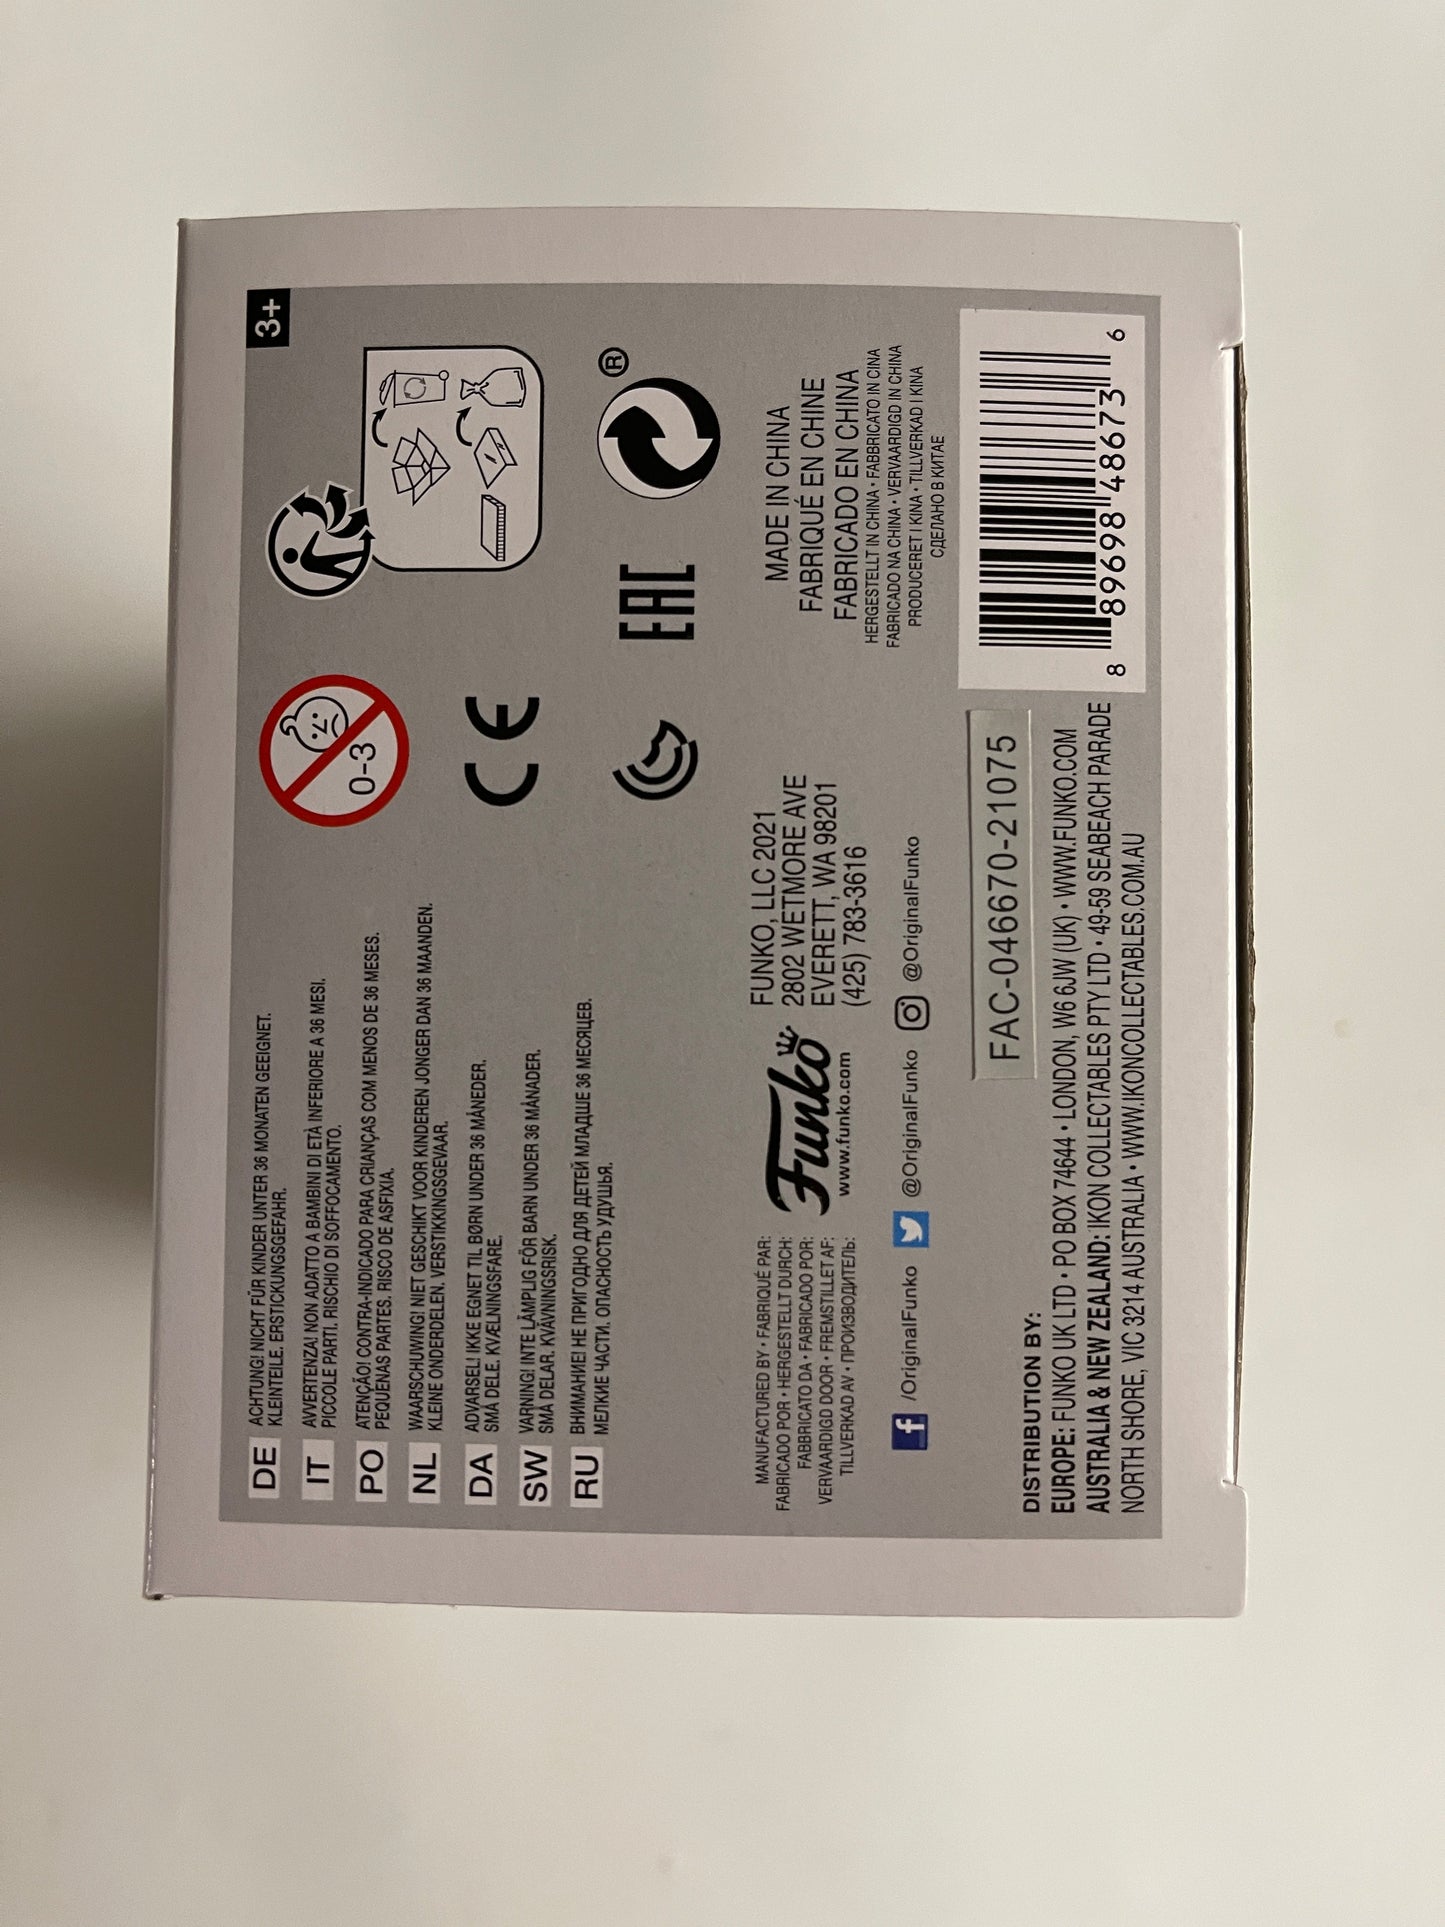 3+
DE
ACHTUNG! NICHT FÜR KINDER UNTER 36 MONATEN GEEIGNET.
KLEINTEILE. ERSTICKUNGSGEFAHR.
IT
AVVERTENZA! NON ADATTO A BAMBINI DI ETÀ INFERIORE A 36 MESI.
PICCOLE PARTI. RISCHIO DI SOFFOCAMENTO.
PO
ATENÇÃO! CONTRA-INDICADO PARA CRIANÇAS COM MENOS DE 36 MESES.
PEQUENAS PARTES. RISCO DE ASFIXIA.
NL
WAARSCHUWING! NIET GESCHIKT VOOR KINDEREN JONGER DAN 36 MAANDEN.
KLEINE ONDERDELEN. VERSTIKKINGSGEVAAR.
DA
ADVARSEL! IKKE EGNET TIL BØRN UNDER 36 MÅNEDER.
SMÅ DELE. KVÆLNINGSFARE.
SW
VARNING! INTE LÄMPLIG FÖR BARN UNDER 36 MÅNADER.
SMÅ DELAR. KVÄVNINGSRISK.
RU
ВНИМАНИЕ! НЕ ПРИГОДНО ДЛЯ ДЕТЕЙ МЛАДШЕ 36 МЕСЯЦЕВ.
МЕЛКИЕ ЧАСТИ. ОПАСНОСТЬ УДУШЬЯ.
0-3
CE
EAC
®
MANUFACTURED BY • FABRIQUÉ PAR:
FABRICADO POR • HERGESTELLT DURCH:
FABBRICATO DA • FABRICADO POR:
VERVAARDIGD DOOR • FREMSTILLET AF:
TILLVERKAD AV • ПРОИЗВОДИТЕЛЬ:
Funko
www.funko.com
FUNKO, LLC 2021
2802 WETMORE AVE
EVERETT, WA 98201
(425) 783-3616
MADE IN CHINA
FABRIQUÉ EN CHINE
FABRICADO EN CHINA
HERGESTELLT IN CHINA • FABBRICATO IN CINA
FABRICADO NA CHINA • VERVAARDIGD IN CHINA
PRODUCERET I KINA • TILLVERKAD I KINA
СДЕЛАНО В КИТАЕ
f /OriginalFunko @OriginalFunko @OriginalFunko
FAC-046670-21075
8 89698 48673 6
DISTRIBUTION BY:
EUROPE: FUNKO UK LTD • PO BOX 74644 • LONDON, W6 6JW (UK) • WWW.FUNKO.COM
AUSTRALIA & NEW ZEALAND: IKON COLLECTABLES PTY LTD • 49-59 SEABEACH PARADE
NORTH SHORE, VIC 3214 AUSTRALIA • WWW.IKONCOLLECTABLES.COM.AU